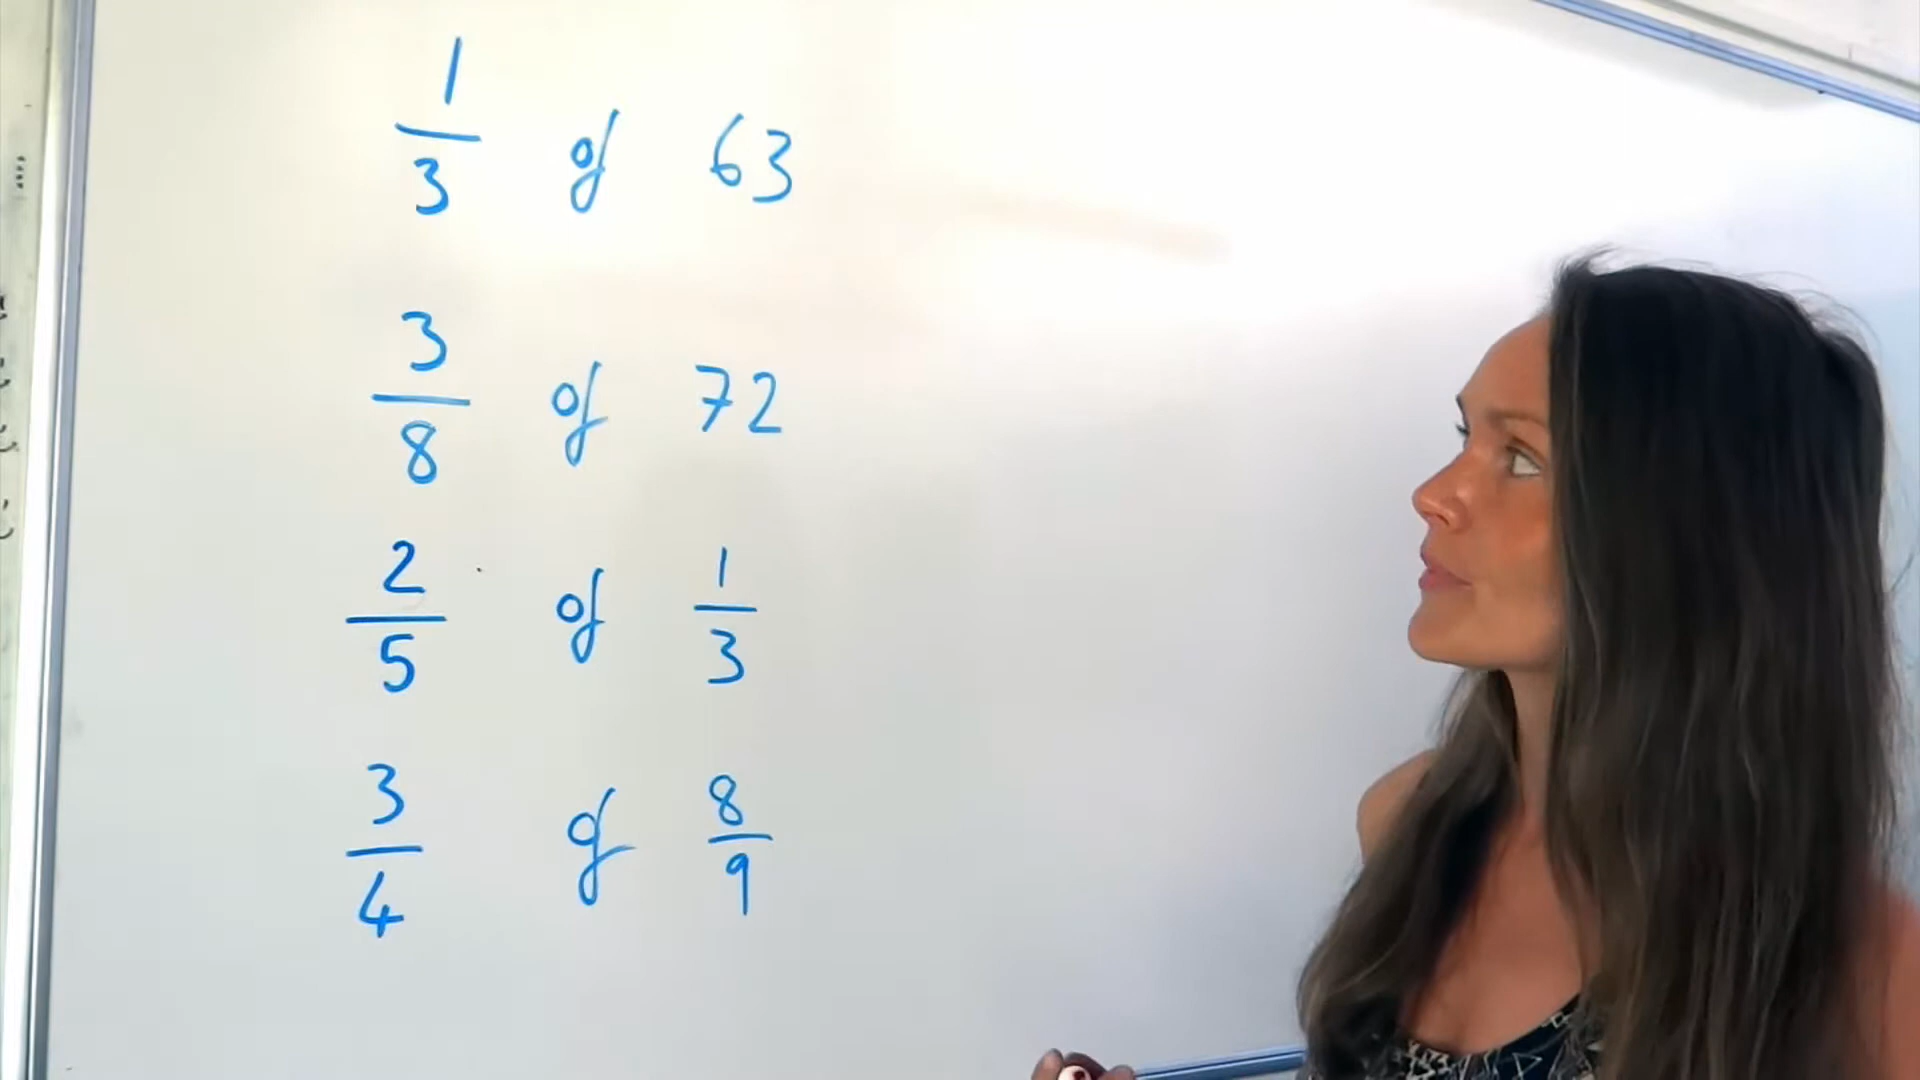 1/3 of 63
3/8 of 72
2/5 of 1/3
3/4 of 8/9